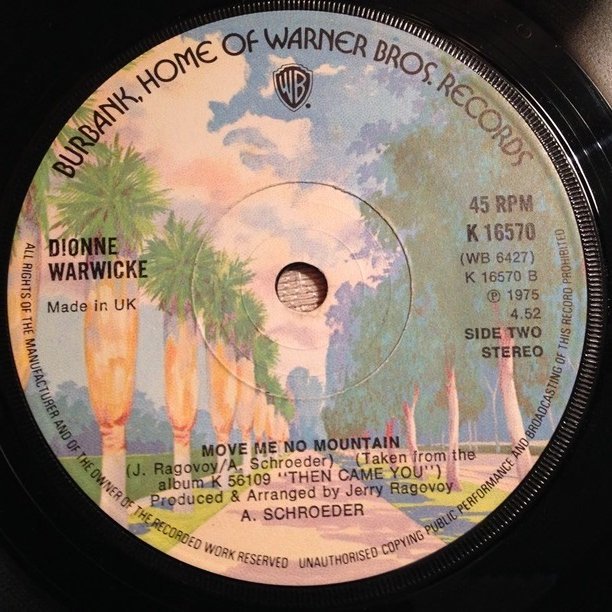 BURBANK, HOME OF WARNER BROS. RECORDS
WB
DIONNE
WARWICKE
Made in UK
45 RPM
K 16570
(WB 6427)
K 16570 B
℗ 1975
4.52
SIDE TWO
STEREO
MOVE ME NO MOUNTAIN
(J. Ragovoy/A. Schroeder) (Taken from the
album K 56109 "THEN CAME YOU")
Produced & Arranged by Jerry Ragovoy
A. SCHROEDER
ALL RIGHTS OF THE MANUFACTURER AND OF THE OWNER OF THE RECORDED WORK RESERVED UNAUTHORISED COPYING PUBLIC PERFORMANCE AND BROADCASTING OF THIS RECORD PROHIBITED